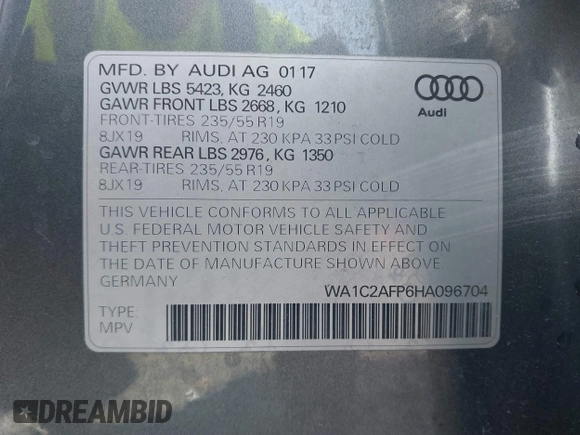 MFD. BY AUDI AG 01 17
GVWR LBS 5423, KG 2460
GAWR FRONT LBS 2668, KG 1210
FRONT-TIRES 235/55 R19
8JX19 RIMS, AT 230 KPA 33 PSI COLD
GAWR REAR LBS 2976, KG 1350
REAR-TIRES 235/55 R19
8JX19 RIMS, AT 230 KPA 33 PSI COLD
Audi
THIS VEHICLE CONFORMS TO ALL APPLICABLE
U.S. FEDERAL MOTOR VEHICLE SAFETY AND
THEFT PREVENTION STANDARDS IN EFFECT ON
THE DATE OF MANUFACTURE SHOWN ABOVE
GERMANY
WA1C2AFP6HA096704
TYPE:
MPV
DREAMBID